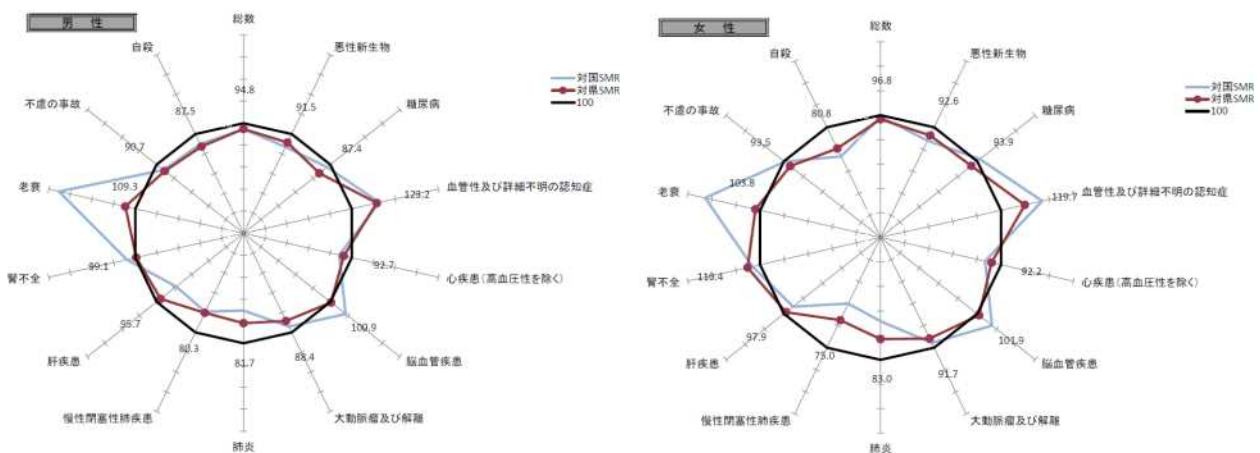 男 性
総数
悪性新生物
糖尿病
血管性及び詳細不明の認知症
心疾患(高血圧性を除く)
脳血管疾患
大動脈瘤及び解離
肺炎
慢性閉塞性肺疾患
肝疾患
腎不全
老衰
不慮の事故
自殺
94.8
91.5
87.4
123.2
92.7
100.9
88.4
81.7
80.3
95.7
99.1
109.3
90.7
87.5
対国SMR
対県SMR
100
女 性
総数
悪性新生物
糖尿病
血管性及び詳細不明の認知症
心疾患(高血圧性を除く)
脳血管疾患
大動脈瘤及び解離
肺炎
慢性閉塞性肺疾患
肝疾患
腎不全
老衰
不慮の事故
自殺
96.8
92.6
93.9
119.7
92.2
101.9
91.7
83.0
75.0
97.9
110.4
103.8
93.5
80.8
対国SMR
対県SMR
100